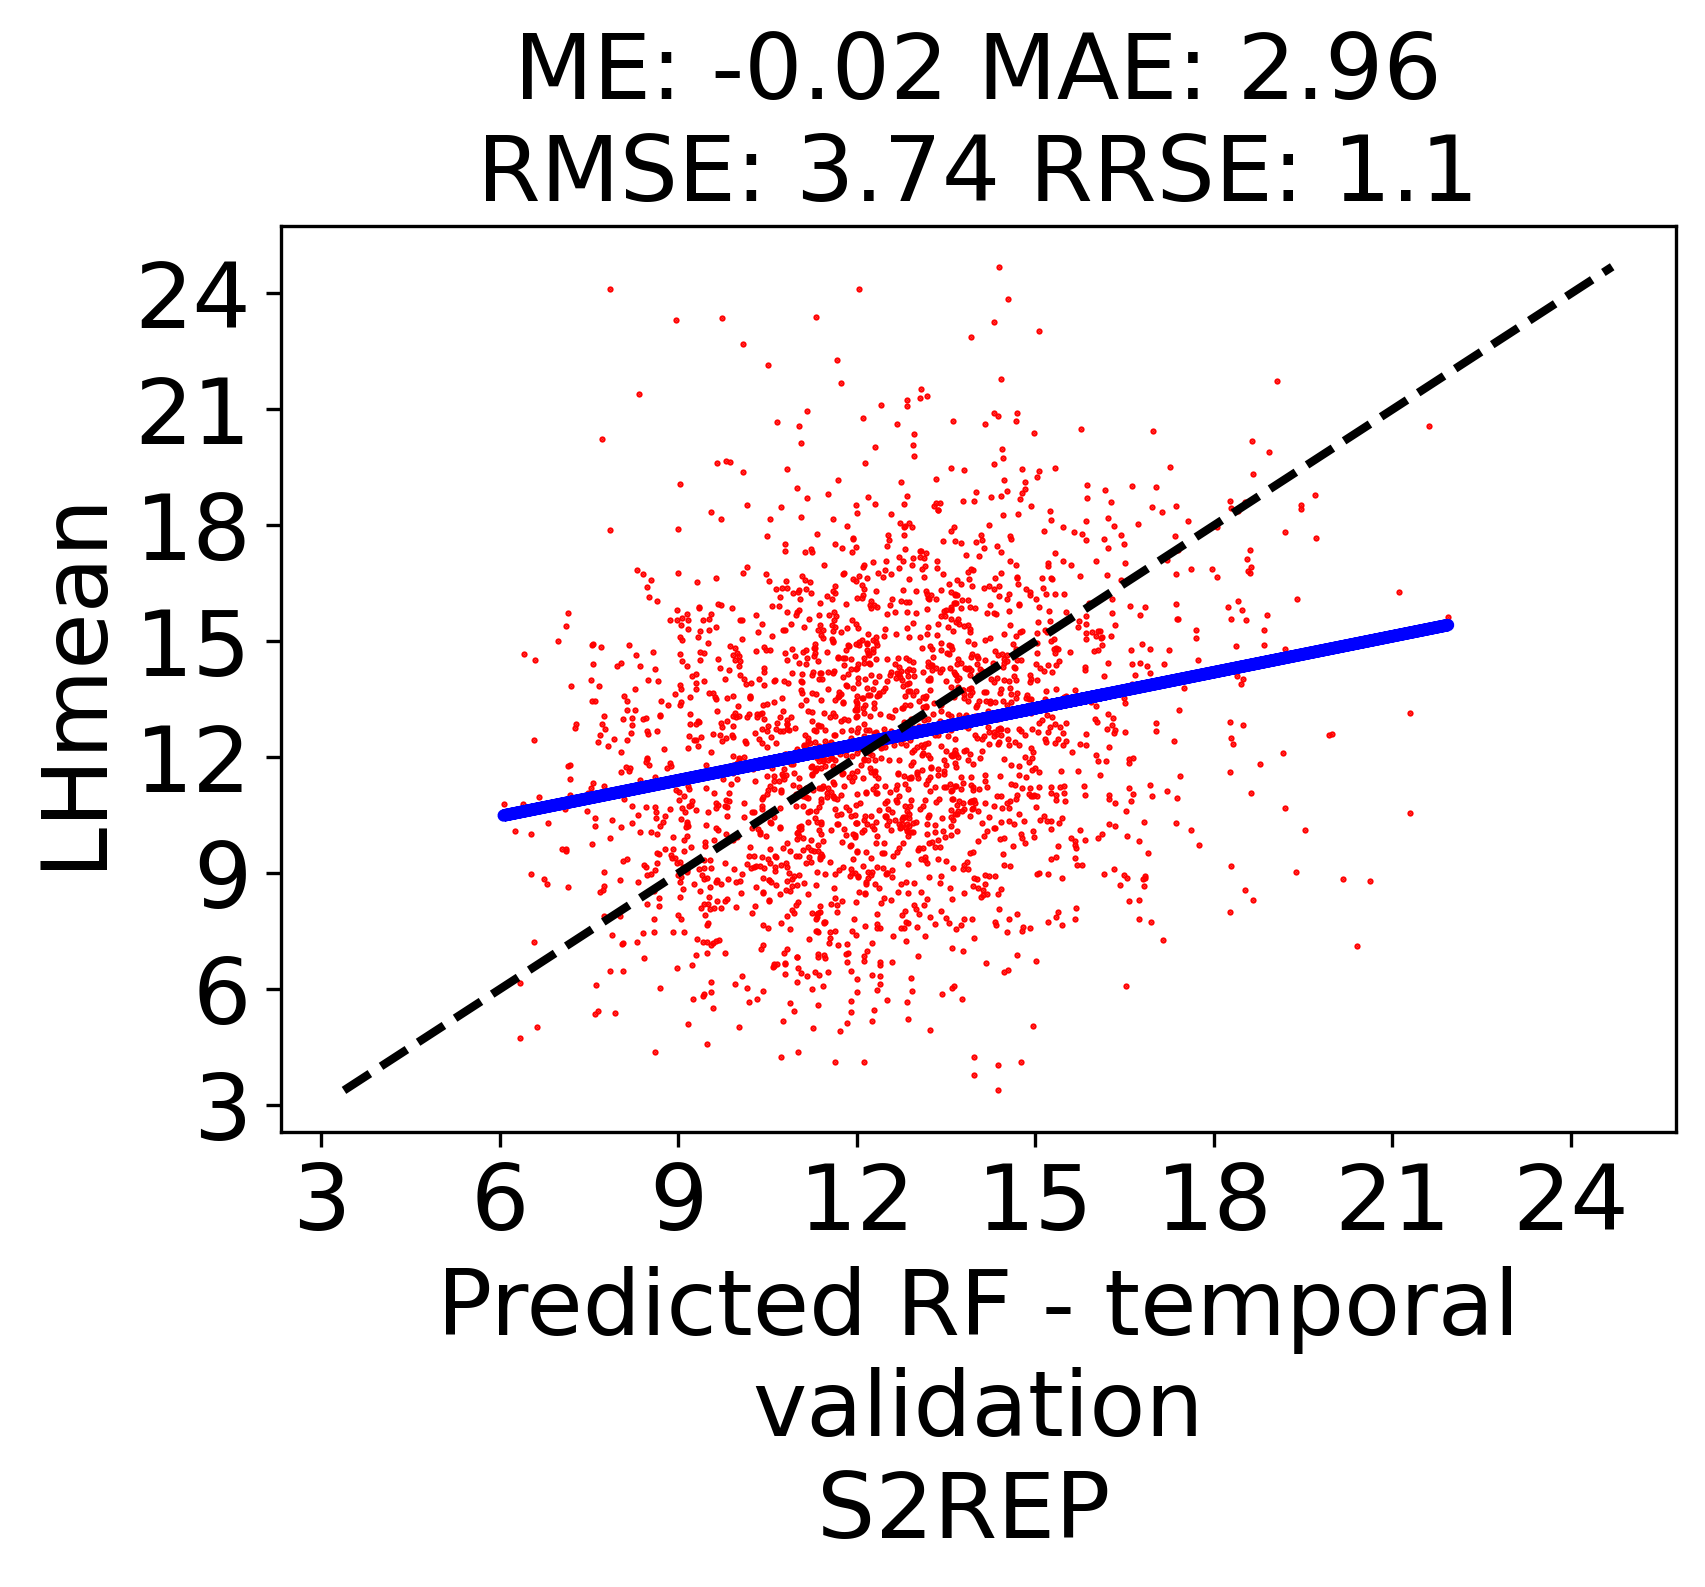 ME: -0.02 MAE: 2.96
RMSE: 3.74 RRSE: 1.1
LHmean
24
21
18
15
12
9
6
3
3 6 9 12 15 18 21 24
Predicted RF - temporal
validation
S2REP